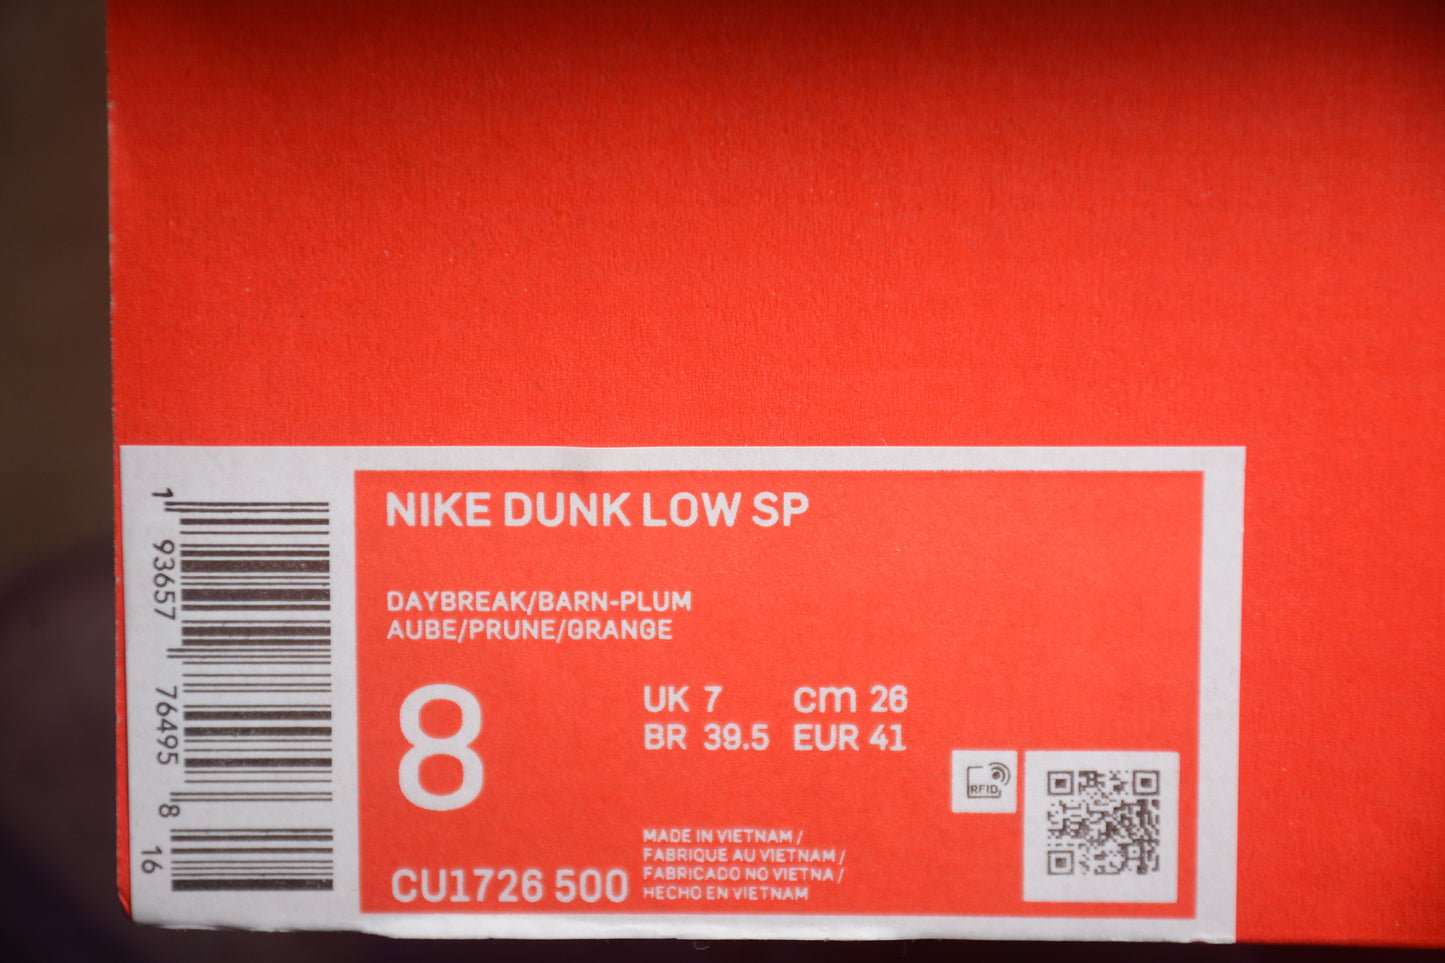 1 93657 76495 8 16
NIKE DUNK LOW SP
DAYBREAK/BARN-PLUM
AUBE/PRUNE/GRANGE
8
UK 7 cm 26
BR 39.5 EUR 41
RFID
MADE IN VIETNAM /
FABRIQUE AU VIETNAM /
FABRICADO NO VIETNA /
HECHO EN VIETNAM
CU1726 500